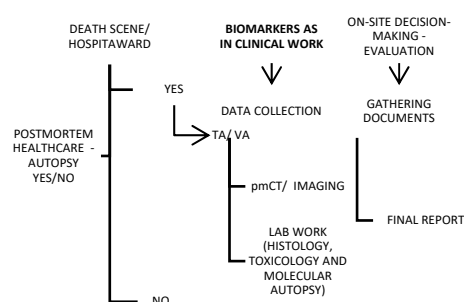 DEATH SCENE/
HOSPITAWARD
BIOMARKERS AS
IN CLINICAL WORK
ON-SITE DECISION-
MAKING -
EVALUATION
YES
DATA COLLECTION
GATHERING
DOCUMENTS
POSTMORTEM
HEALTHCARE -
AUTOPSY
YES/NO
TA/ VA
pmCT/ IMAGING
LAB WORK
(HISTOLOGY,
TOXICOLOGY AND
MOLECULAR
AUTOPSY)
FINAL REPORT
NO